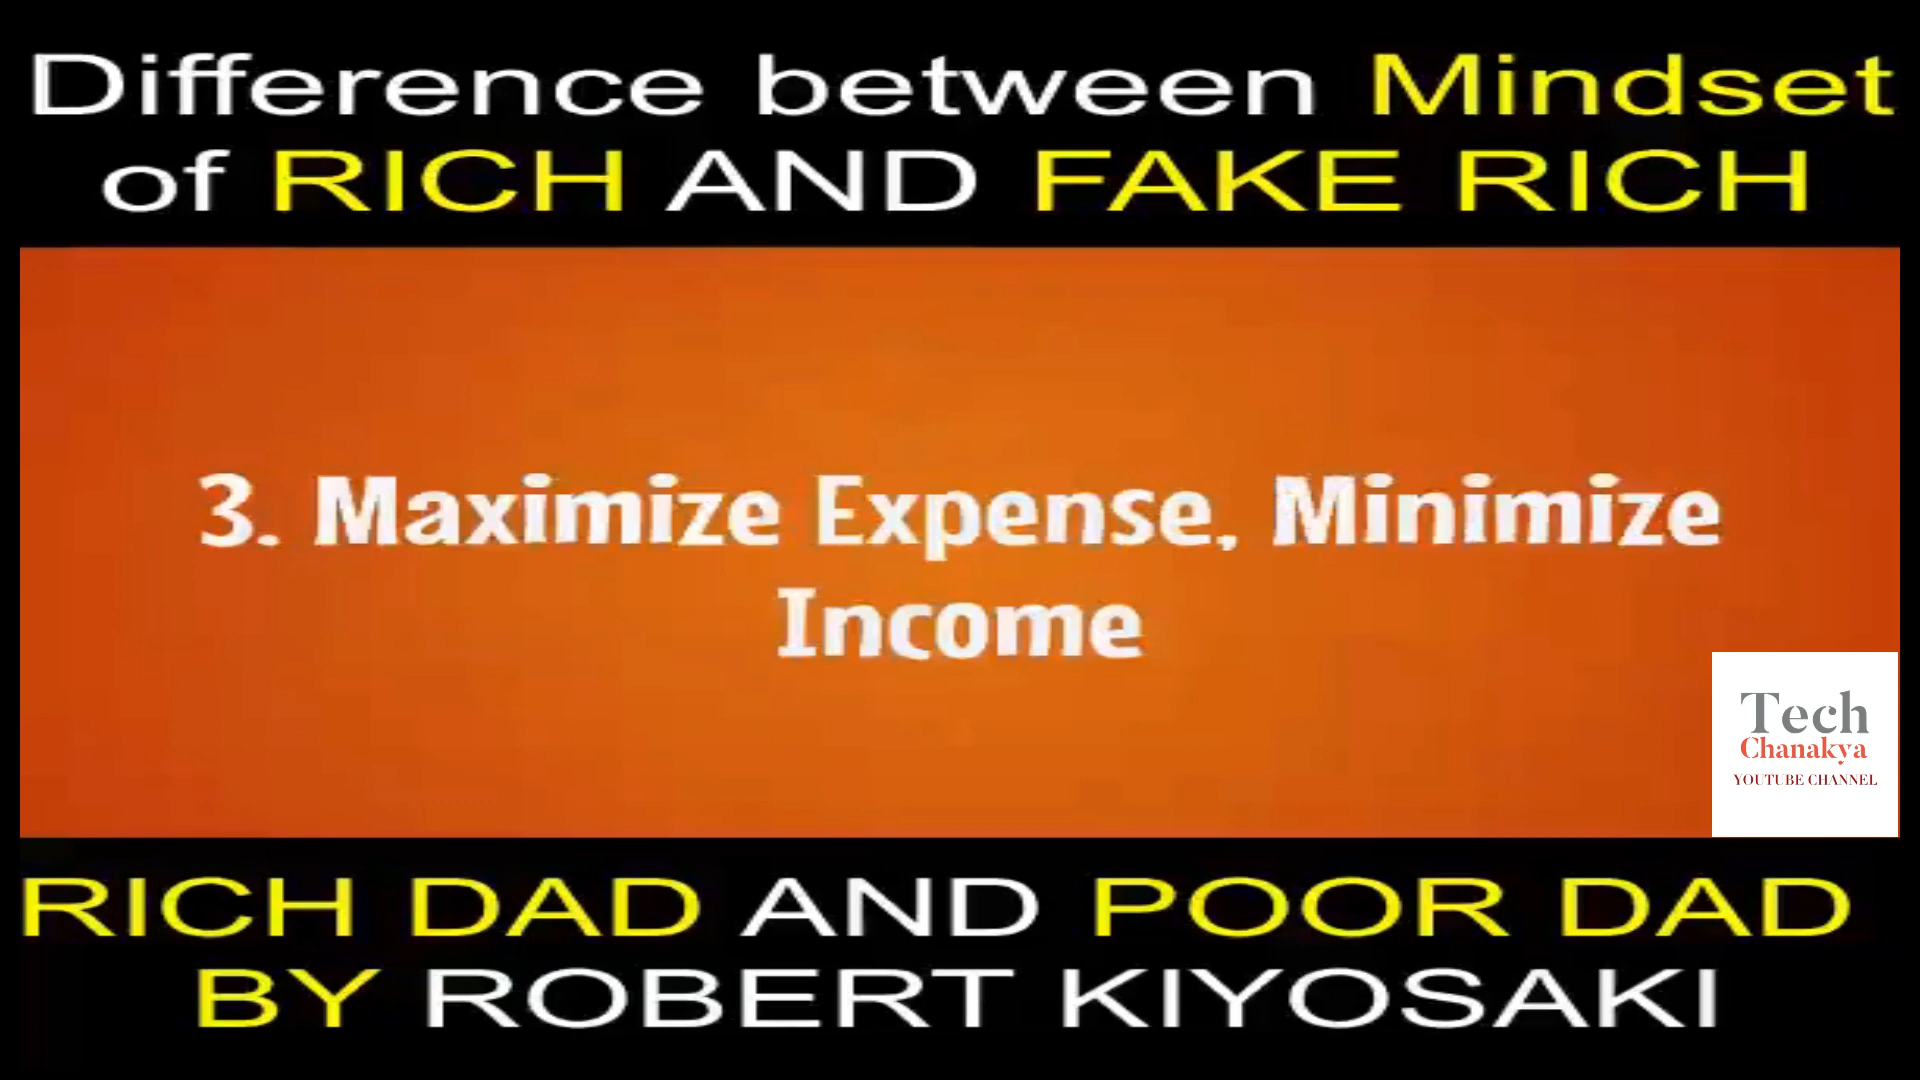 Difference between Mindset
of RICH AND FAKE RICH
3. Maximize Expense, Minimize
Income
Tech
Chanakya
YOUTUBE CHANNEL
RICH DAD AND POOR DAD
BY ROBERT KIYOSAKI